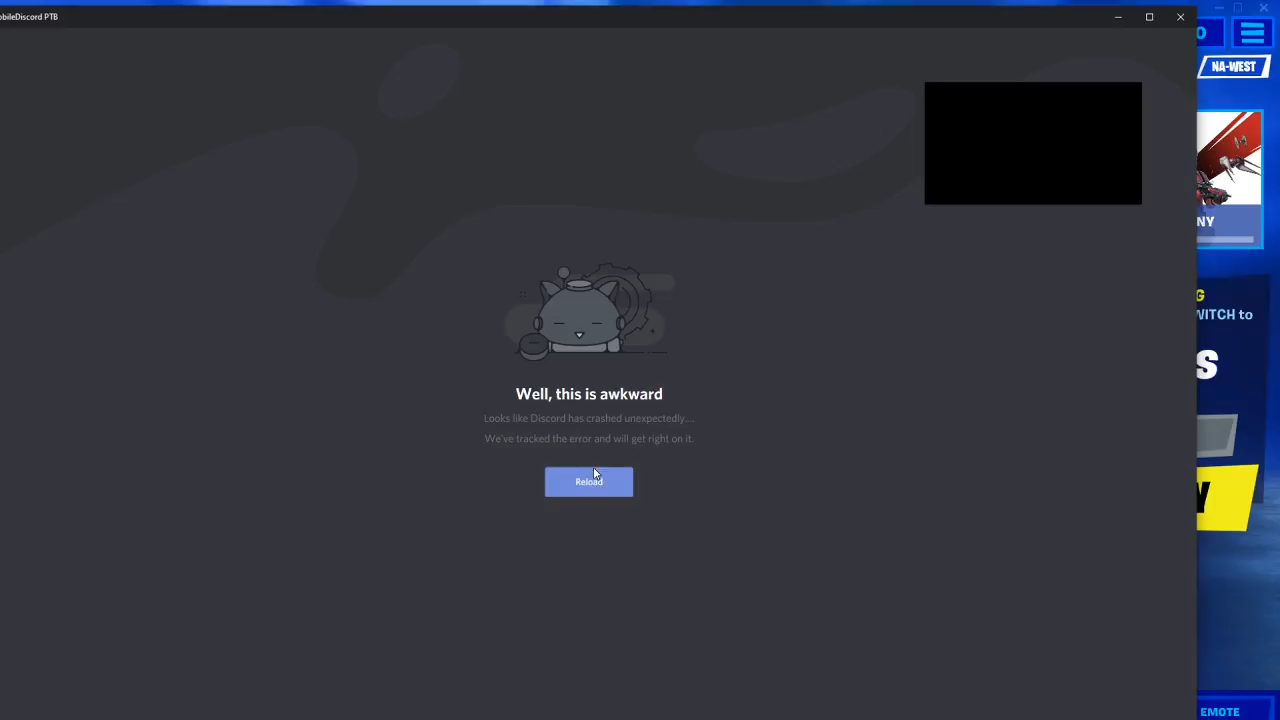 obileDiscord PTB
O
NA-WEST
NY
G
WITCH to
S
Well, this is awkward
Looks like Discord has crashed unexpectedly....
We've tracked the error and will get right on it.
Reload
Y
EMOTE